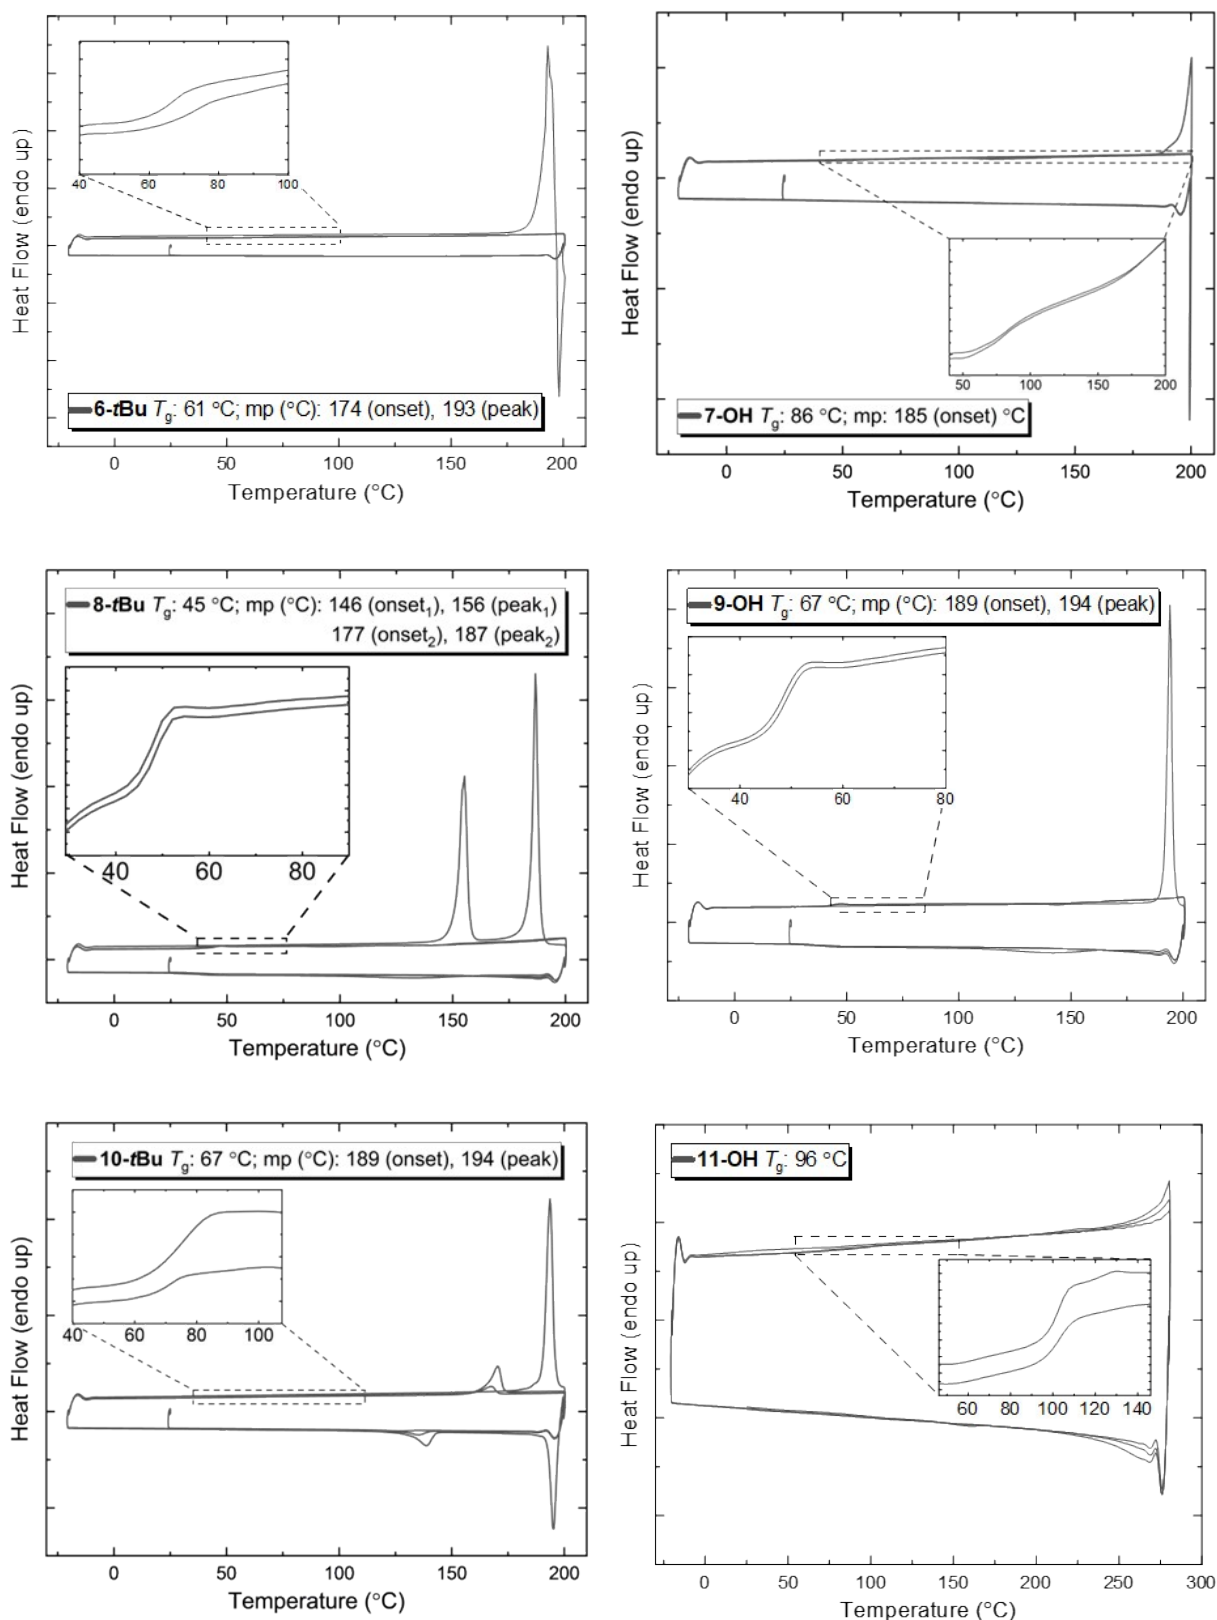 Heat Flow (endo up)
40 60 80 100
6-tBu Tg: 61 °C; mp (°C): 174 (onset), 193 (peak)
0 50 100 150 200
Temperature (°C)
Heat Flow (endo up)
50 100 150 200
7-OH Tg: 86 °C; mp: 185 (onset) °C
0 50 100 150 200
Temperature (°C)
8-tBu Tg: 45 °C; mp (°C): 146 (onset1), 156 (peak1)
177 (onset2), 187 (peak2)
Heat Flow (endo up)
40 60 80
0 50 100 150 200
Temperature (°C)
9-OH Tg: 67 °C; mp (°C): 189 (onset), 194 (peak)
Heat Flow (endo up)
40 60 80
0 50 100 150 200
Temperature (°C)
10-tBu Tg: 67 °C; mp (°C): 189 (onset), 194 (peak)
Heat Flow (endo up)
40 60 80 100
0 50 100 150 200
Temperature (°C)
11-OH Tg: 96 °C
Heat Flow (endo up)
60 80 100 120 140
0 50 100 150 200 250 300
Temperature (°C)